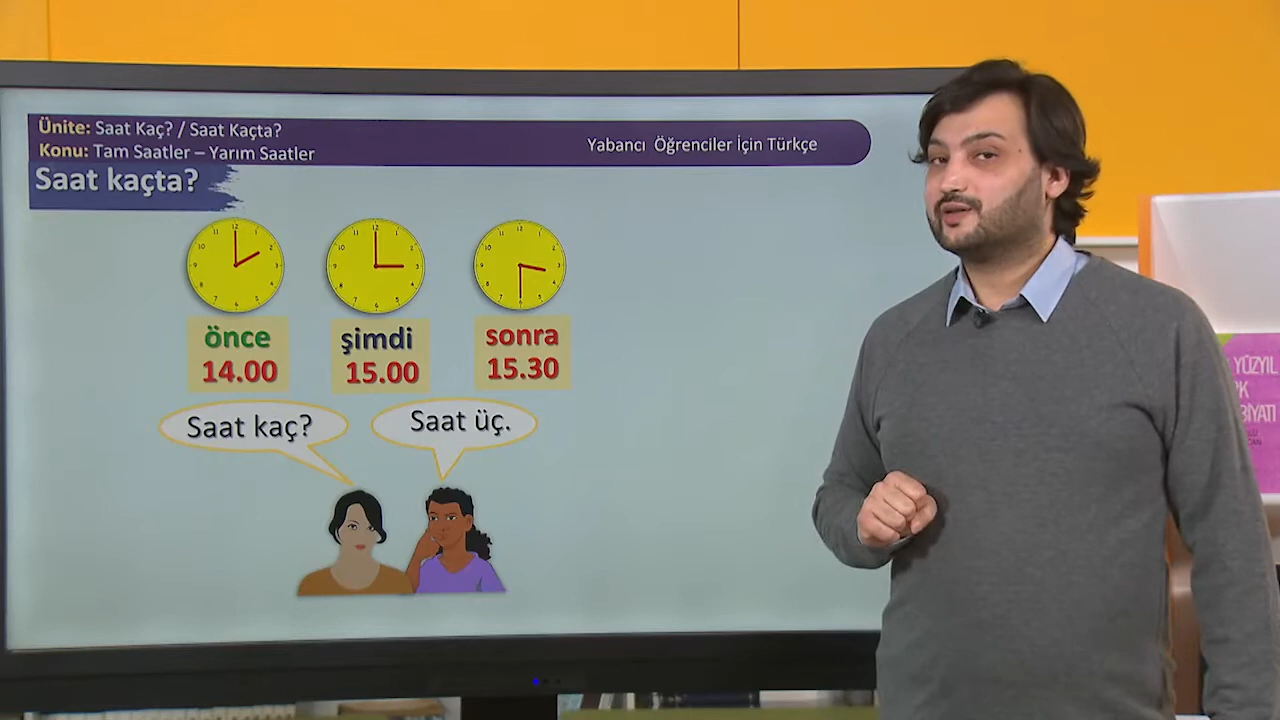 Ünite: Saat Kaç? / Saat Kaçta?
Konu: Tam Saatler – Yarım Saatler
Yabancı Öğrenciler İçin Türkçe
Saat kaçta?
önce
14.00
şimdi
15.00
sonra
15.30
Saat kaç?
Saat üç.
YÜZYIL